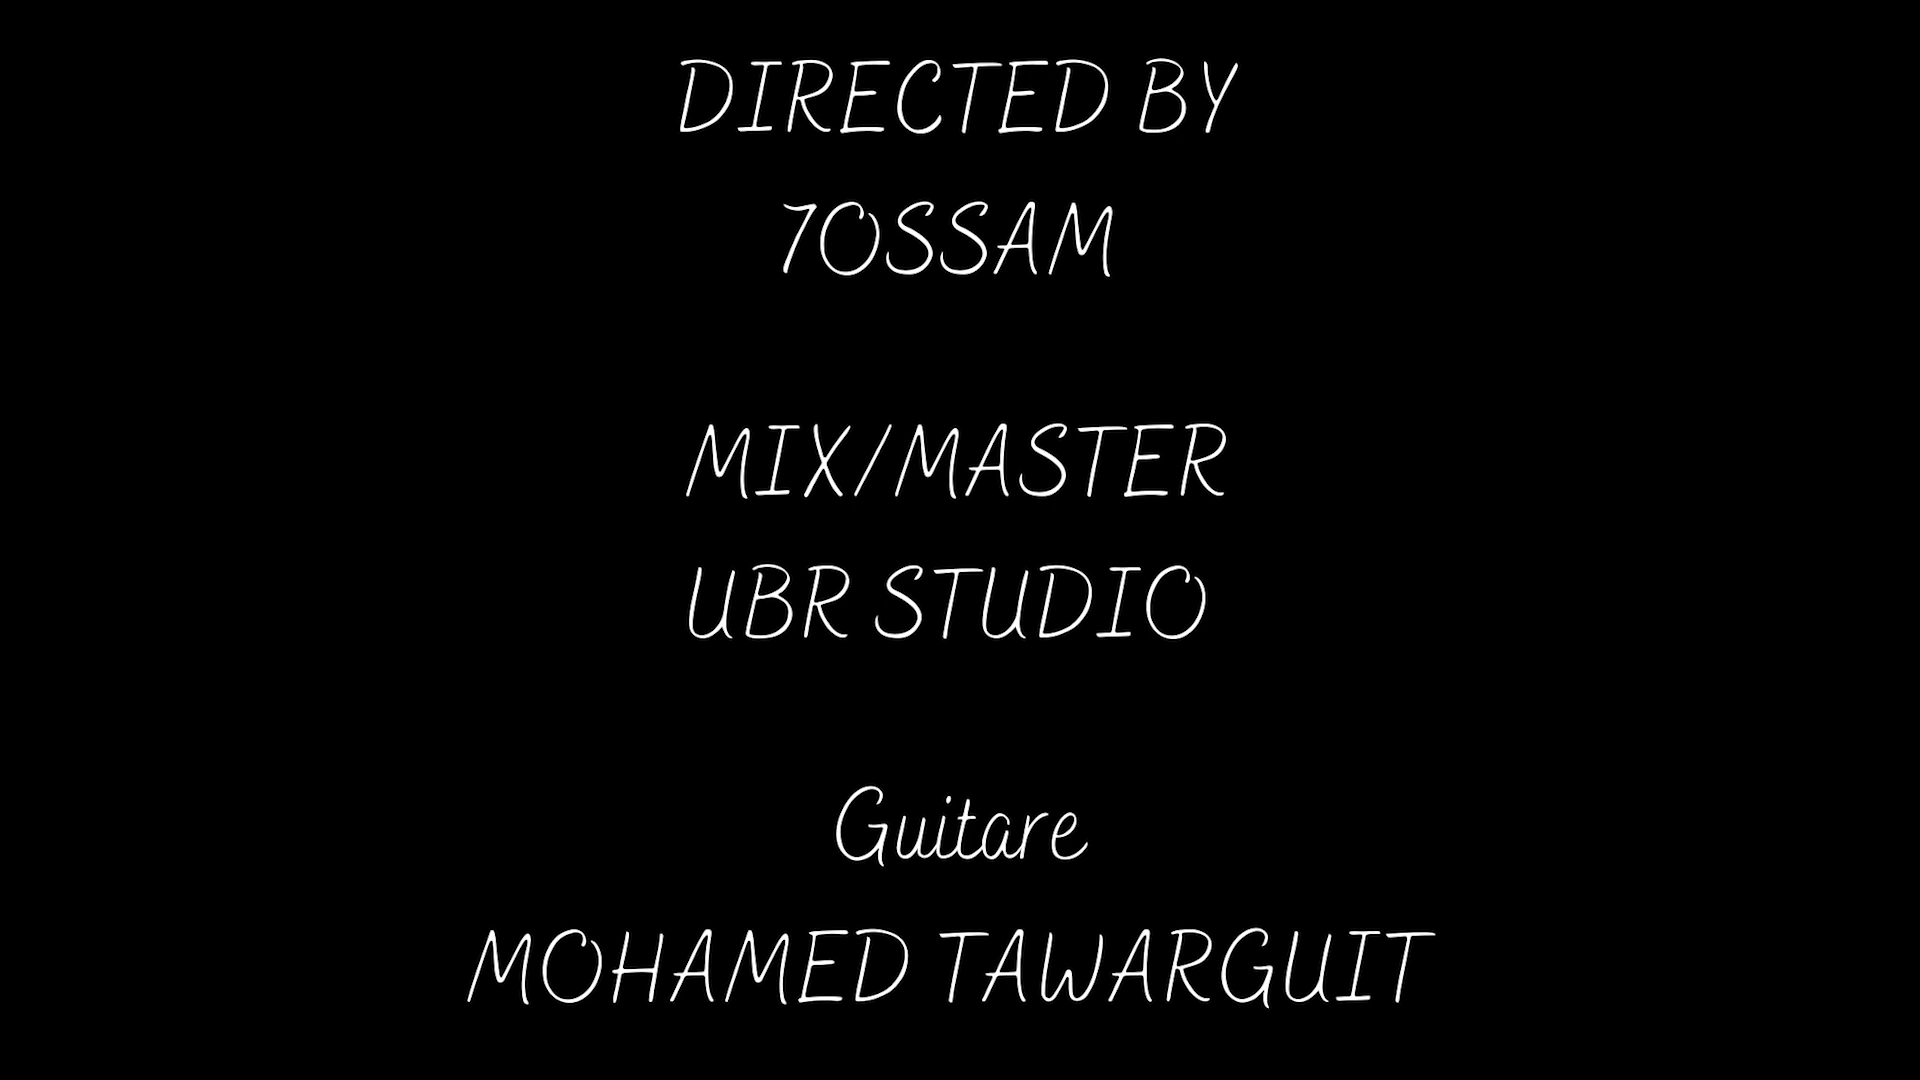 DIRECTED BY
7OSSAM
MIX/MASTER
UBR STUDIO
Guitare
MOHAMED TAWARGUIT